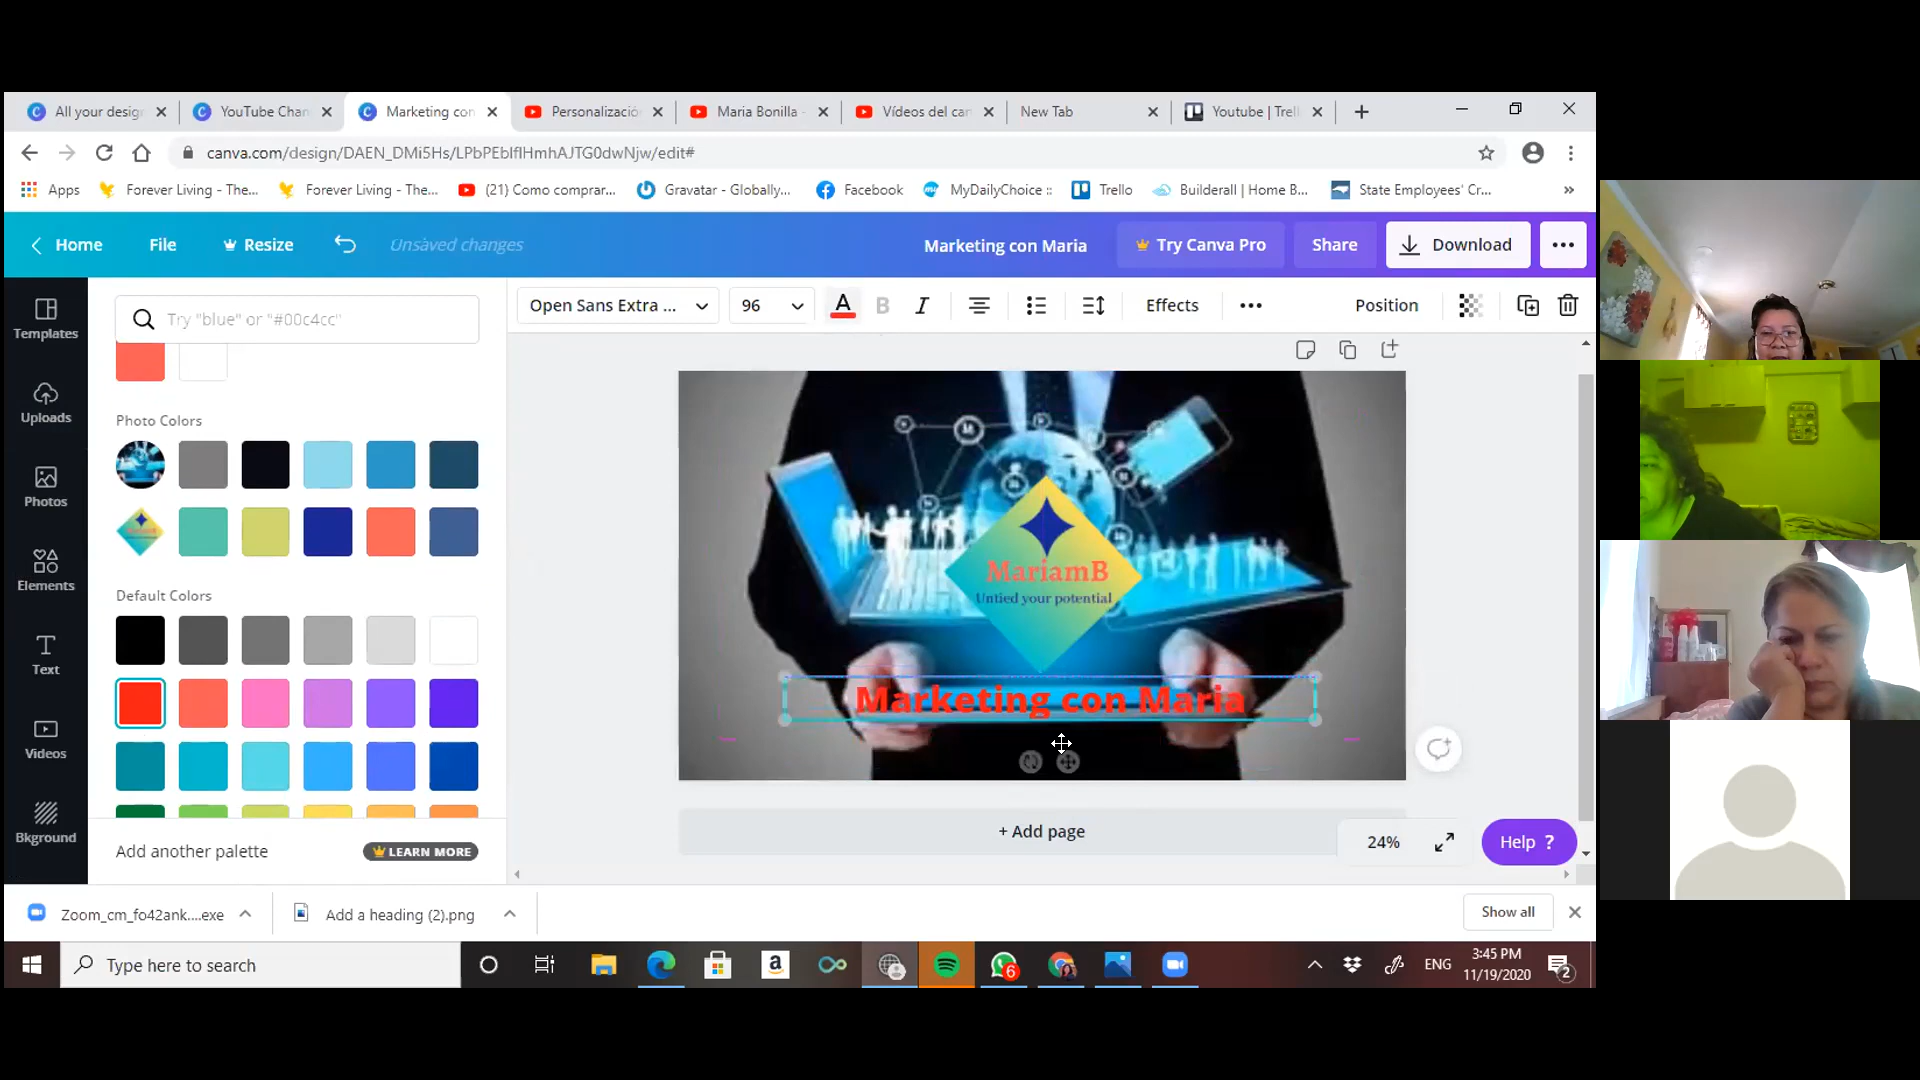 All your desig
YouTube Chan
Marketing con
Personalizació
Maria Bonilla -
Vídeos del can
New Tab
Youtube | Trell
canva.com/design/DAEN_DMi5Hs/LPbPEbIfIHmhAJTG0dwNjw/edit#
Apps
Forever Living - The...
Forever Living - The...
(21) Como comprar...
Gravatar - Globally...
Facebook
MyDailyChoice ::
Trello
Builderall | Home B...
State Employees' Cr...
»
Home
File
Resize
Unsaved changes
Marketing con Maria
Try Canva Pro
Share
Download
Templates
Uploads
Photos
Elements
Text
Videos
Bkground
Try "blue" or "#00c4cc"
Photo Colors
Default Colors
Add another palette
LEARN MORE
Open Sans Extra ...
96
A
B
I
Effects
Position
MariamB
Untied your potential
Marketing con Maria
+ Add page
24%
Help ?
Zoom_cm_fo42ank....exe
Add a heading (2).png
Show all
Type here to search
6
ENG
3:45 PM
11/19/2020
2